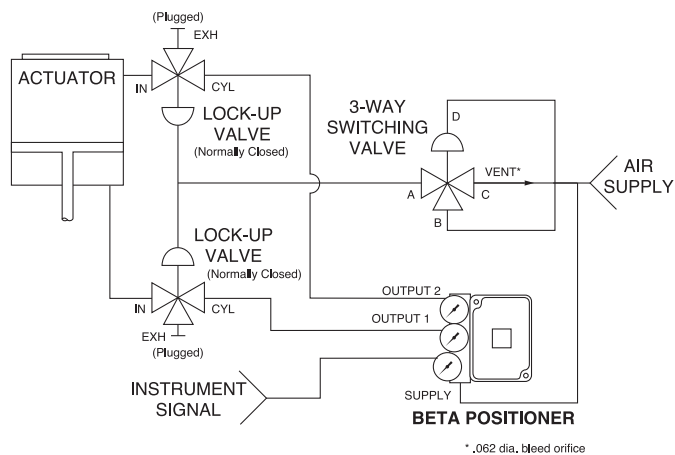 (Plugged)
EXH
ACTUATOR
IN
CYL
LOCK-UP
VALVE
(Normally Closed)
3-WAY
SWITCHING
VALVE
D
A
VENT*
C
B
AIR
SUPPLY
LOCK-UP
VALVE
(Normally Closed)
IN
CYL
EXH
(Plugged)
OUTPUT 2
OUTPUT 1
INSTRUMENT
SIGNAL
SUPPLY
BETA POSITIONER
* .062 dia. bleed orifice